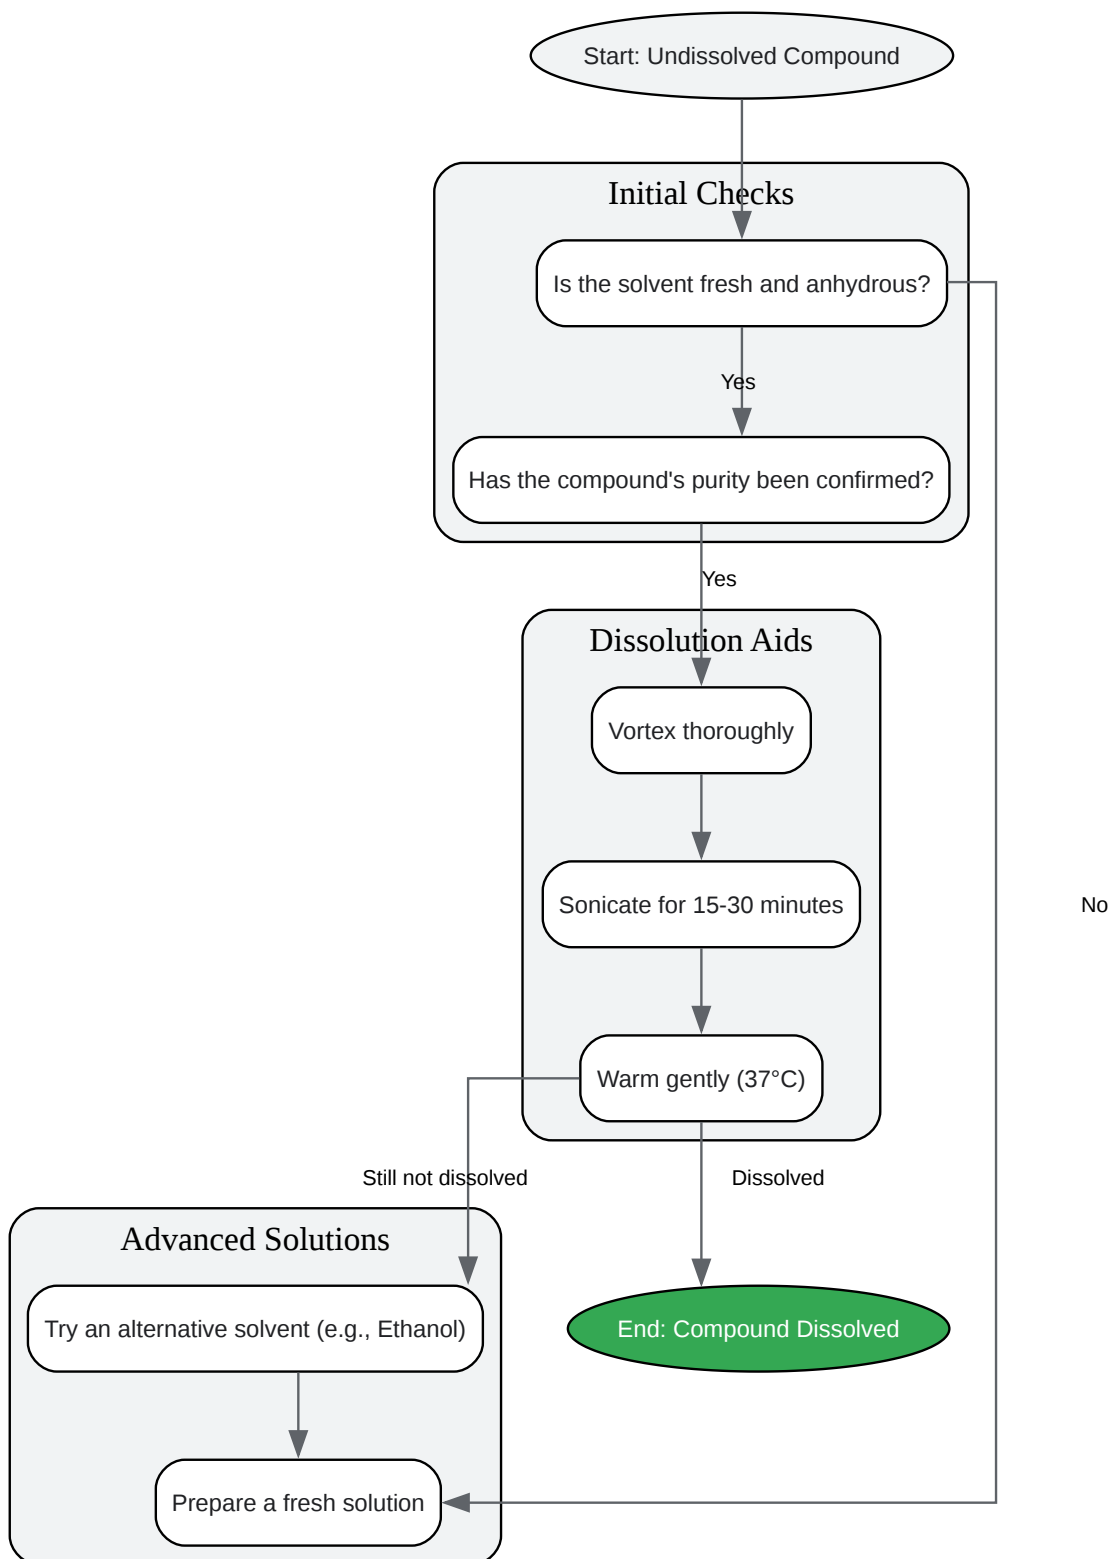 Start: Undissolved Compound
Initial Checks
Is the solvent fresh and anhydrous?
Yes
Has the compound's purity been confirmed?
Yes
Dissolution Aids
Vortex thoroughly
Sonicate for 15-30 minutes
No
Warm gently (37°C)
Still not dissolved
Dissolved
Advanced Solutions
Try an alternative solvent (e.g., Ethanol)
End: Compound Dissolved
Prepare a fresh solution